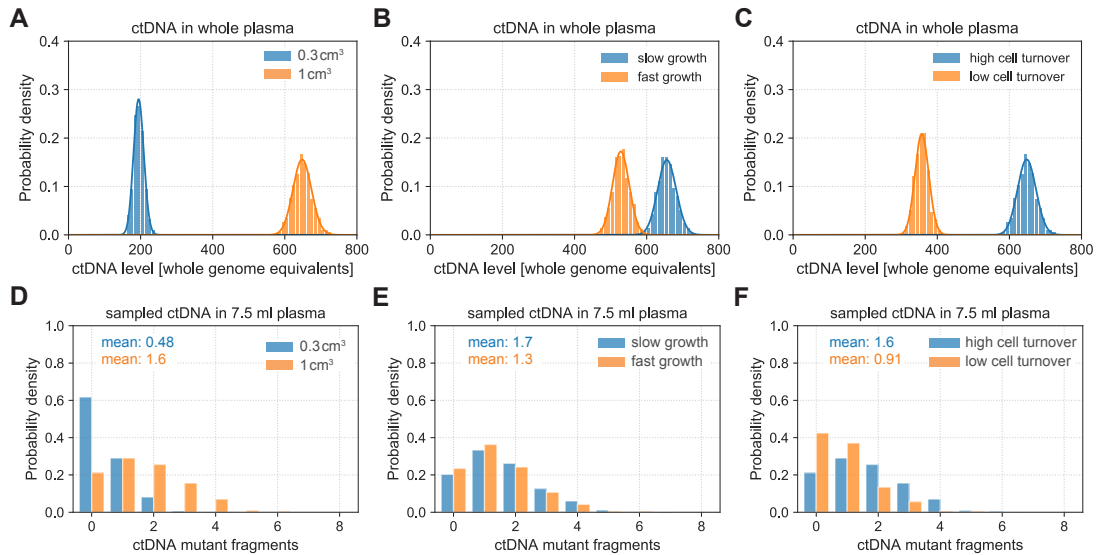 A
ctDNA in whole plasma
0.4
0.3
0.2
0.1
0.0
Probability density
0.3 cm³
1 cm³
0
200
400
600
800
ctDNA level [whole genome equivalents]
B
ctDNA in whole plasma
0.4
0.3
0.2
0.1
0.0
Probability density
slow growth
fast growth
0
200
400
600
800
ctDNA level [whole genome equivalents]
C
ctDNA in whole plasma
0.4
0.3
0.2
0.1
0.0
Probability density
high cell turnover
low cell turnover
0
200
400
600
800
ctDNA level [whole genome equivalents]
D
sampled ctDNA in 7.5 ml plasma
1.0
0.8
0.6
0.4
0.2
0.0
Probability density
mean: 0.48
mean: 1.6
0.3 cm³
1 cm³
0
2
4
6
8
ctDNA mutant fragments
E
sampled ctDNA in 7.5 ml plasma
1.0
0.8
0.6
0.4
0.2
0.0
Probability density
mean: 1.7
mean: 1.3
slow growth
fast growth
0
2
4
6
8
ctDNA mutant fragments
F
sampled ctDNA in 7.5 ml plasma
1.0
0.8
0.6
0.4
0.2
0.0
Probability density
mean: 1.6
mean: 0.91
high cell turnover
low cell turnover
0
2
4
6
8
ctDNA mutant fragments